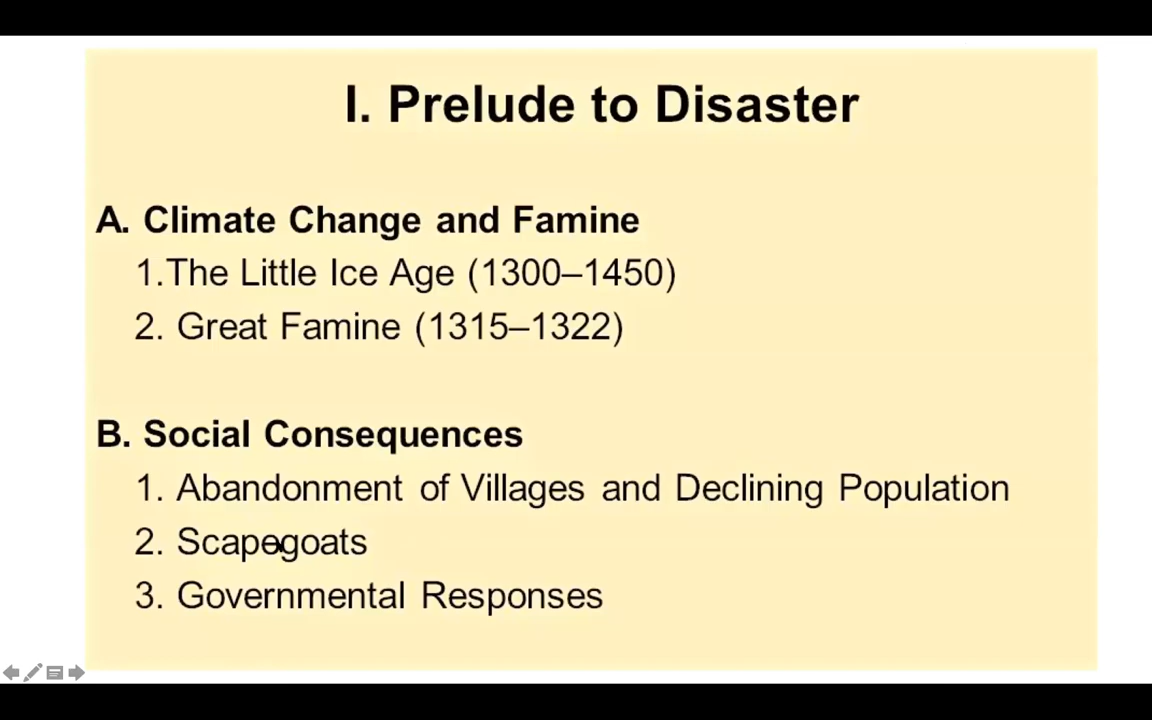 I. Prelude to Disaster
A. Climate Change and Famine
1.The Little Ice Age (1300–1450)
2. Great Famine (1315–1322)
B. Social Consequences
1. Abandonment of Villages and Declining Population
2. Scapegoats
3. Governmental Responses